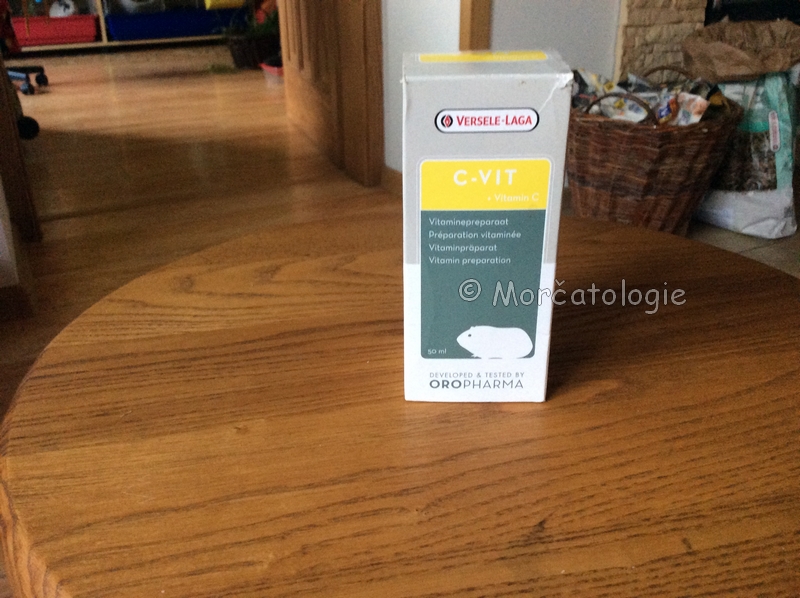 VERSELE-LAGA
C-VIT
+ Vitamin C
Vitaminepreparaat
Préparation vitaminée
Vitaminpräparat
Vitamin preparation
© Morčatologie
50 ml
DEVELOPED & TESTED BY
OROPHARMA